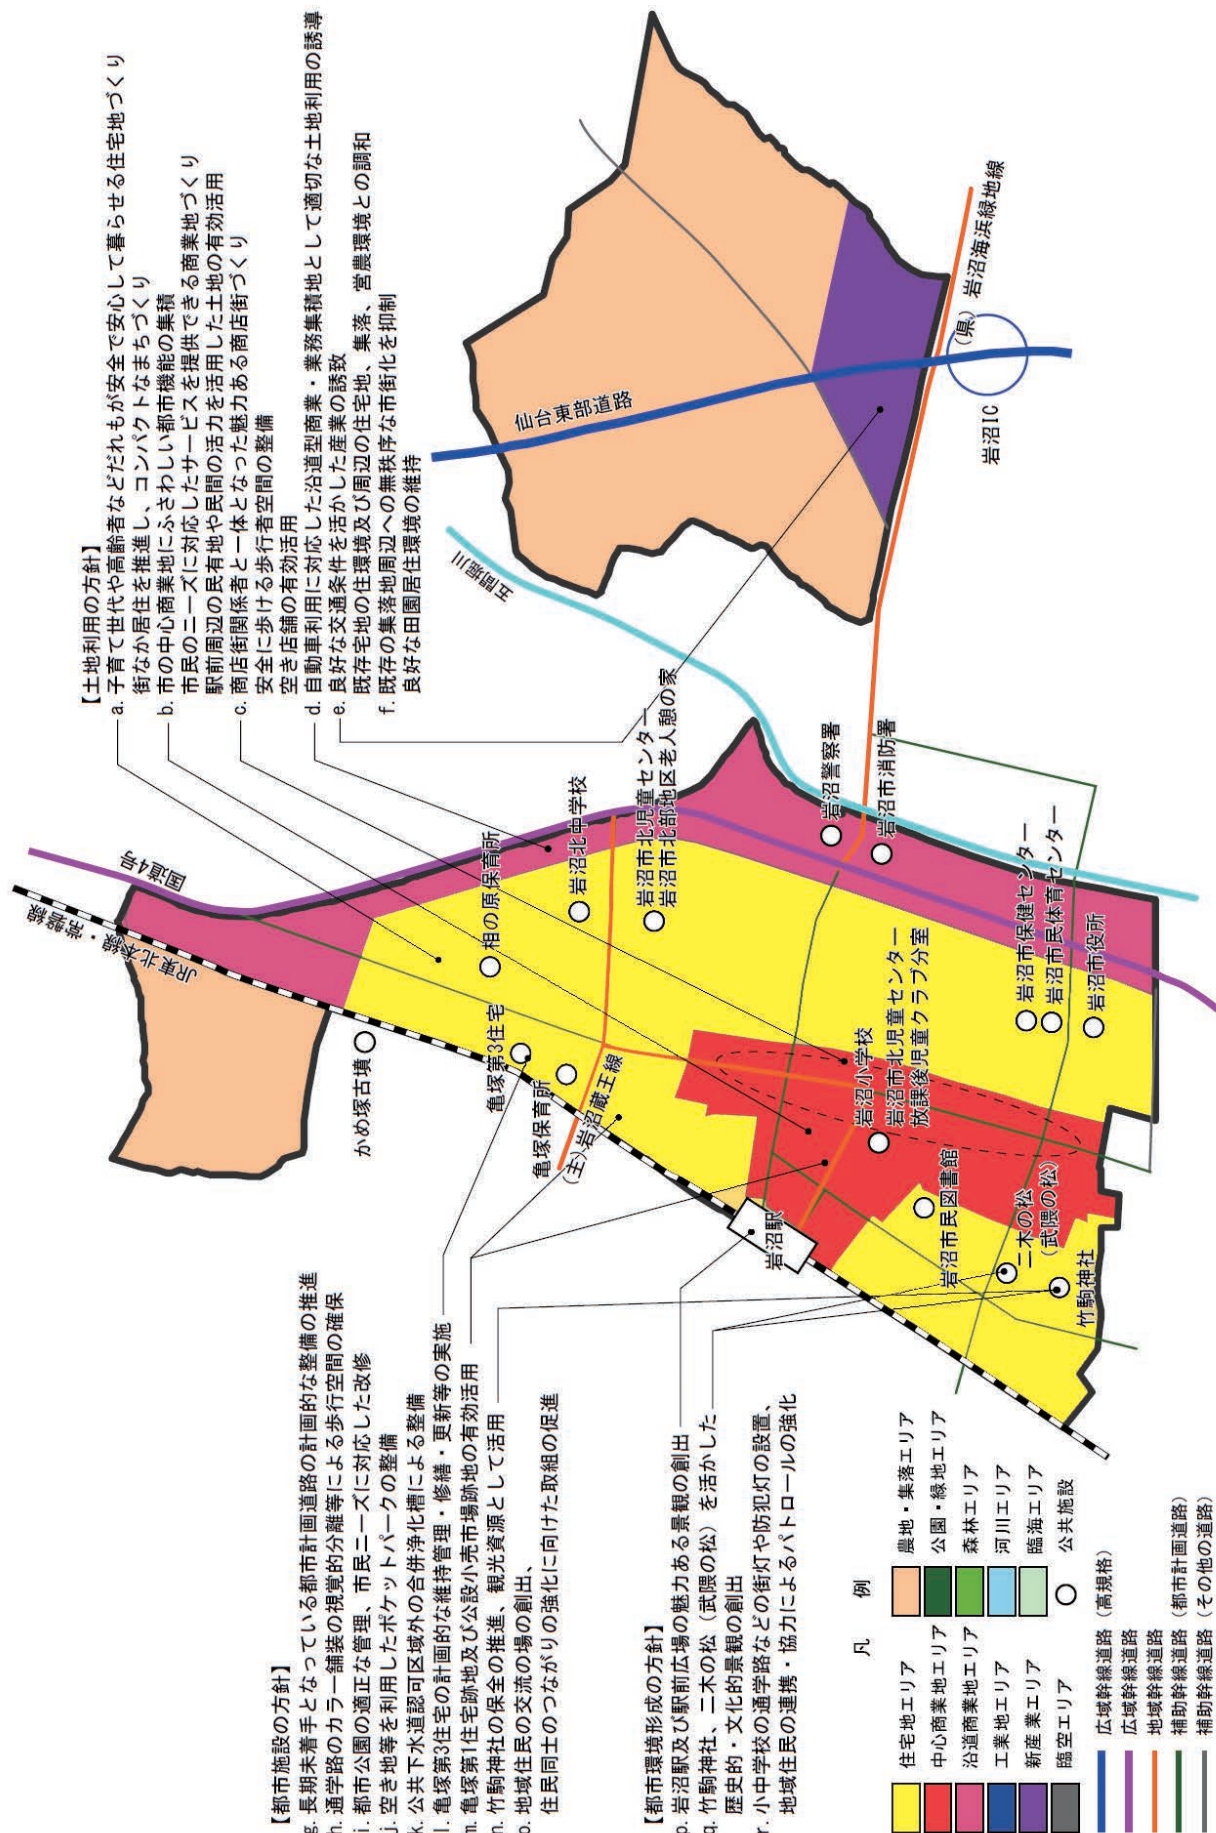 【土地利用の方針】
a. 子育て世代や高齢者などだれもが安全で安心して暮らせる住宅地づくり
街なか居住を推進し、コンパクトなまちづくり
b. 市の中心商業地にふさわしい都市機能の集積
市民のニーズに対応したサービスを提供できる商業地づくり
駅前周辺の民有地や民間の活力を活用した土地の有効活用
c. 商店街関係者と一体となった魅力ある商店街づくり
安全に歩ける歩行者空間の整備
空き店舗の有効活用
d. 自動車利用に対応した沿道型商業・業務集積地として適切な土地利用の誘導
e. 良好な交通条件を活かした産業の誘致
既存宅地の住環境及び周辺の住宅地、集落、営農環境との調和
f. 既存の集落地周辺への無秩序な市街化を抑制
良好な田園居住環境の維持
【都市施設の方針】
g. 長期未着手となっている都市計画道路の計画的な整備の推進
h. 通学路のカラー舗装の視覚的分離等による歩行空間の確保
i. 都市公園の適正な管理、市民ニーズに対応した改修
j. 空き地等を利用したポケットパークの整備
k. 公共下水道認可区域外の合併浄化槽による整備
l. 亀塚第3住宅の計画的な維持管理・修繕・更新等の実施
m. 亀塚第1住宅跡地及び公設小売市場跡地の有効活用
n. 竹駒神社の保全の推進、観光資源として活用
o. 地域住民の交流の場の創出、
住民同士のつながりの強化に向けた取組の促進
【都市環境形成の方針】
p. 岩沼駅及び駅前広場の魅力ある景観の創出
q. 竹駒神社、二木の松（武隈の松）を活かした
歴史的・文化的景観の創出
r. 小中学校の通学路などの街灯や防犯灯の設置、
地域住民の連携・協力によるパトロールの強化
JR東北本線・常磐線
国道4号
かめ塚古墳
相の原保育所
岩沼北中学校
岩沼市北児童センター
岩沼市北部地区老人憩の家
亀塚第3住宅
亀塚保育所
(主)岩沼蔵王線
岩沼駅
岩沼小学校
岩沼市北児童センター
放課後児童クラブ分室
岩沼市民図書館
二木の松
(武隈の松)
竹駒神社
岩沼警察署
岩沼市消防署
岩沼市保健センター
岩沼市民体育センター
岩沼市役所
五間堀川
仙台東部道路
(県) 岩沼海浜緑地線
岩沼IC
凡 例
住宅地エリア
中心商業地エリア
沿道商業地エリア
工業地エリア
新産業エリア
臨空エリア
農地・集落エリア
公園・緑地エリア
森林エリア
河川エリア
臨海エリア
公共施設
広域幹線道路（高規格）
広域幹線道路
地域幹線道路
補助幹線道路（都市計画道路）
補助幹線道路（その他の道路）